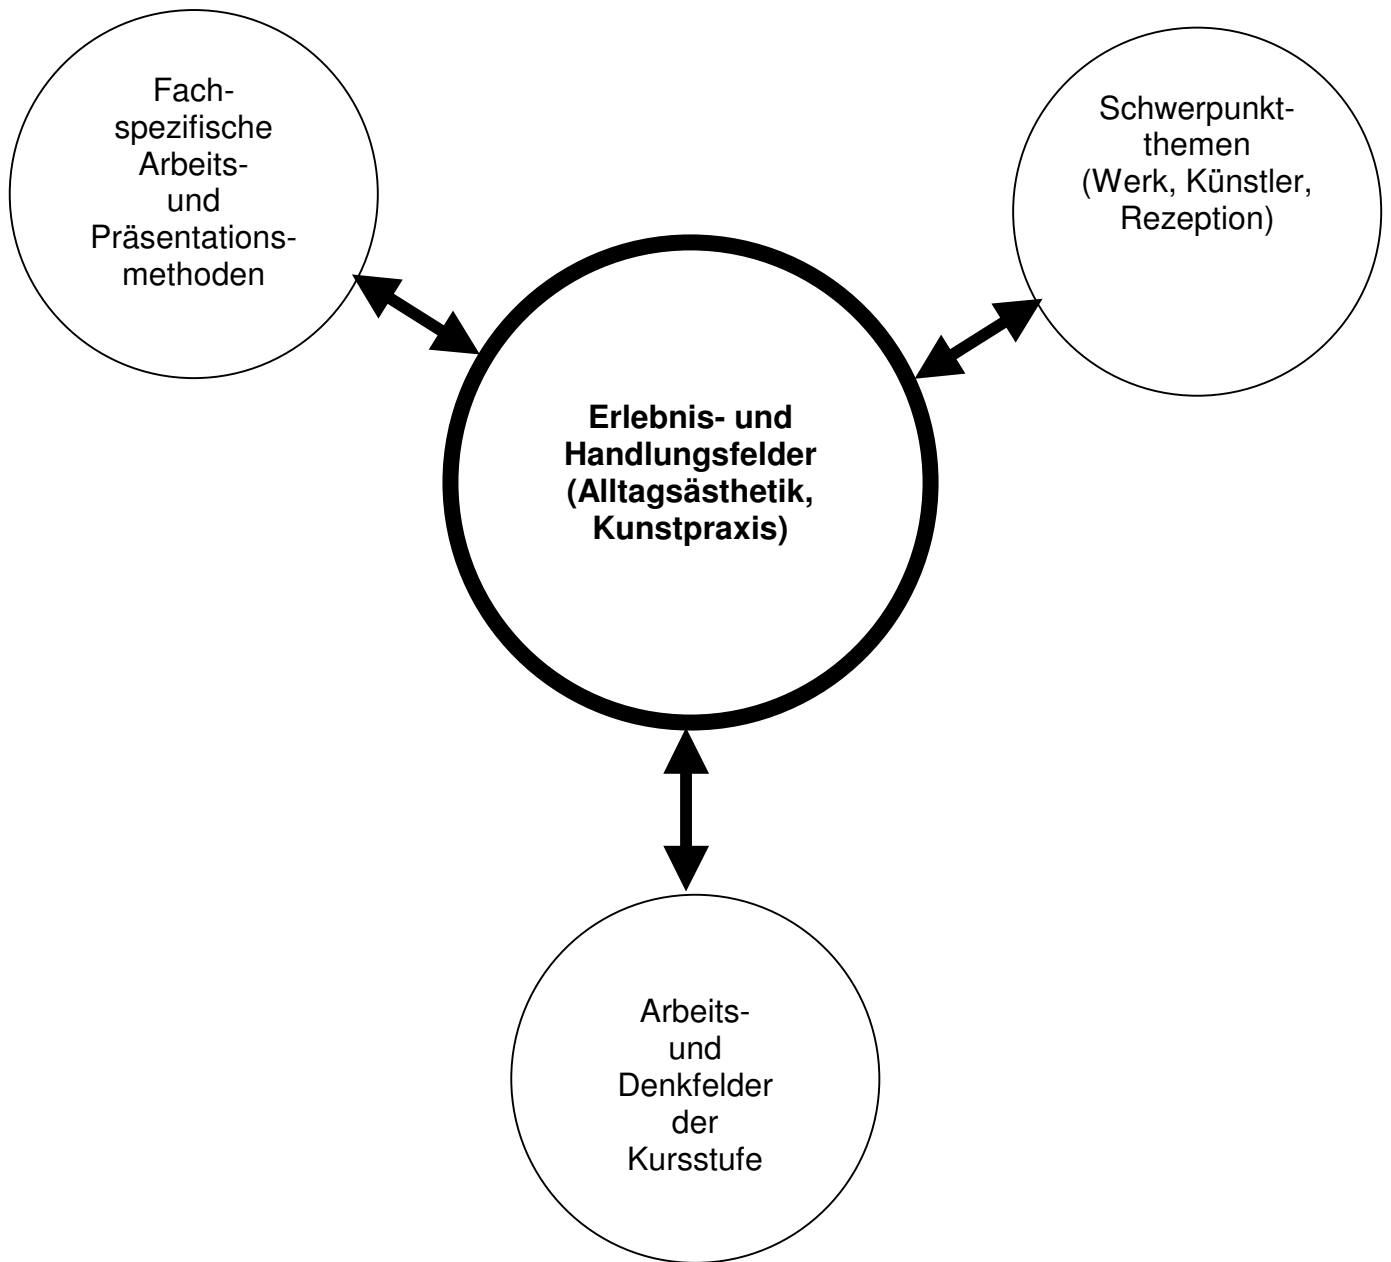 Fach-
spezifische
Arbeits-
und
Präsentations-
methoden
Schwerpunkt-
themen
(Werk, Künstler,
Rezeption)
Erlebnis- und
Handlungsfelder
(Alltagsästhetik,
Kunstpraxis)
Arbeits-
und
Denkfelder
der
Kursstufe